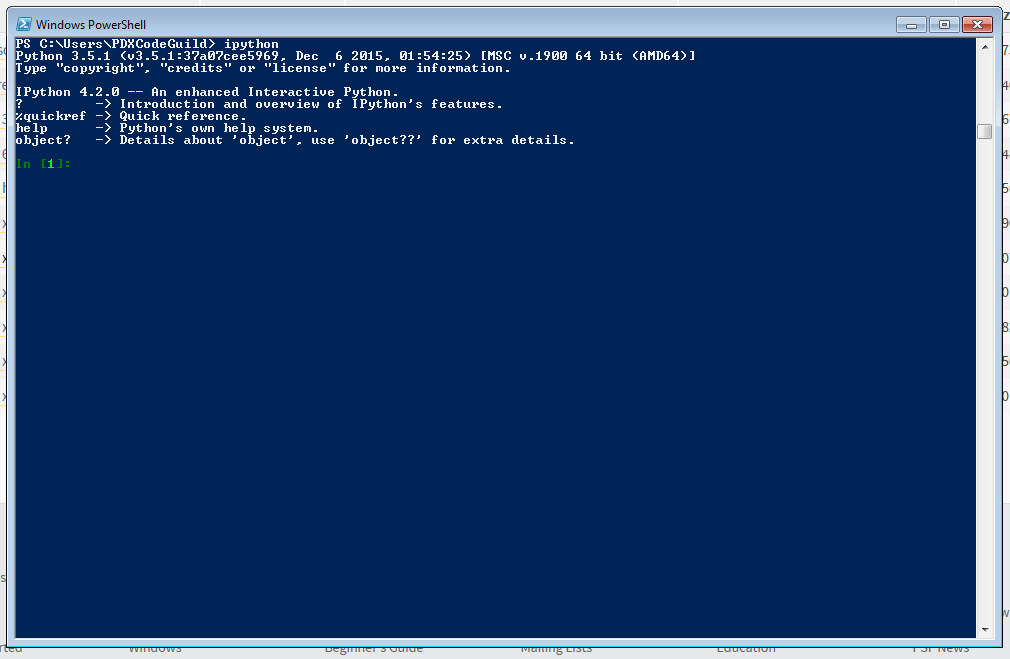 Windows PowerShell
PS C:\Users\PDXCodeGuild> ipython
Python 3.5.1 (v3.5.1:37a07cee5969, Dec  6 2015, 01:54:25) [MSC v.1900 64 bit (AMD64)]
Type "copyright", "credits" or "license" for more information.

IPython 4.2.0 -- An enhanced Interactive Python.
?         -> Introduction and overview of IPython's features.
%quickref -> Quick reference.
help      -> Python's own help system.
object?   -> Details about 'object', use 'object??' for extra details.

In [1]:
Windows Beginner's Guide Mailing Lists Education PSF News